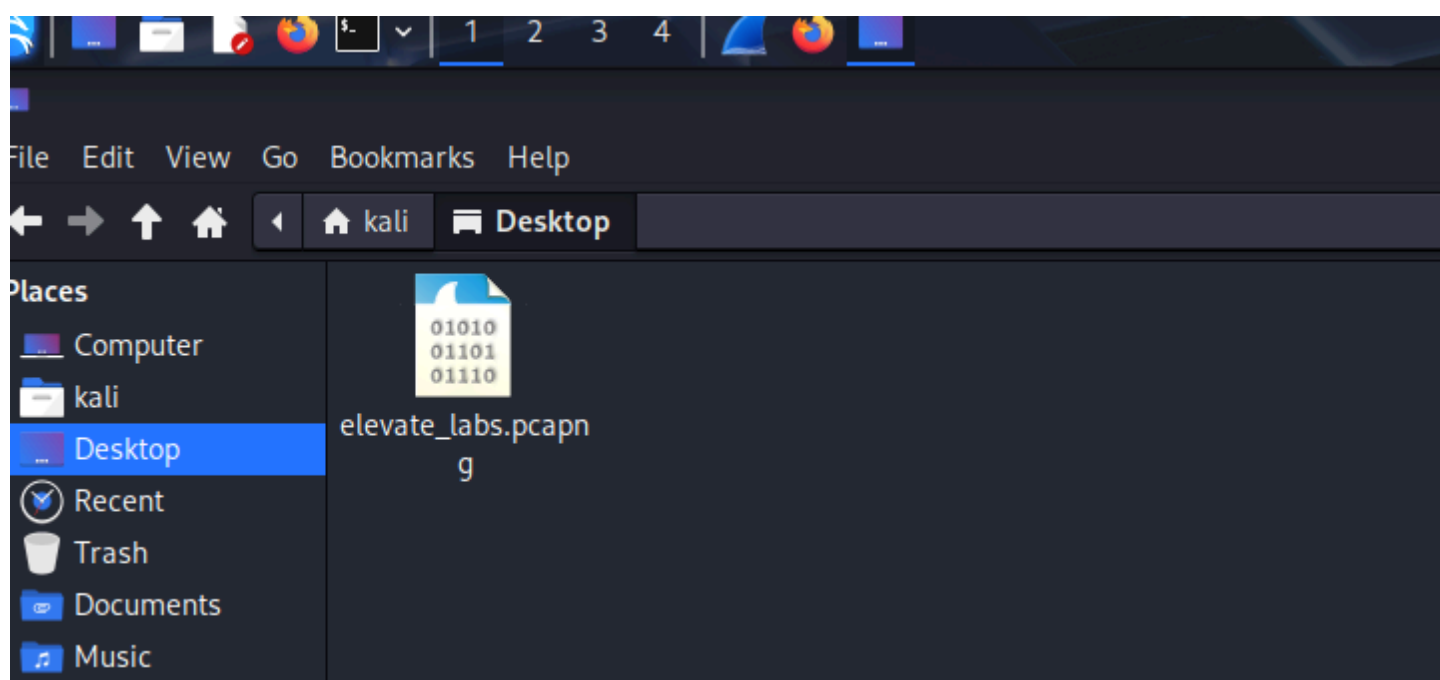 $_ 1 2 3 4
File Edit View Go Bookmarks Help
kali Desktop
Places
01010
01101
01110
Computer
kali
elevate_labs.pcapn
g
Desktop
Recent
Trash
Documents
Music